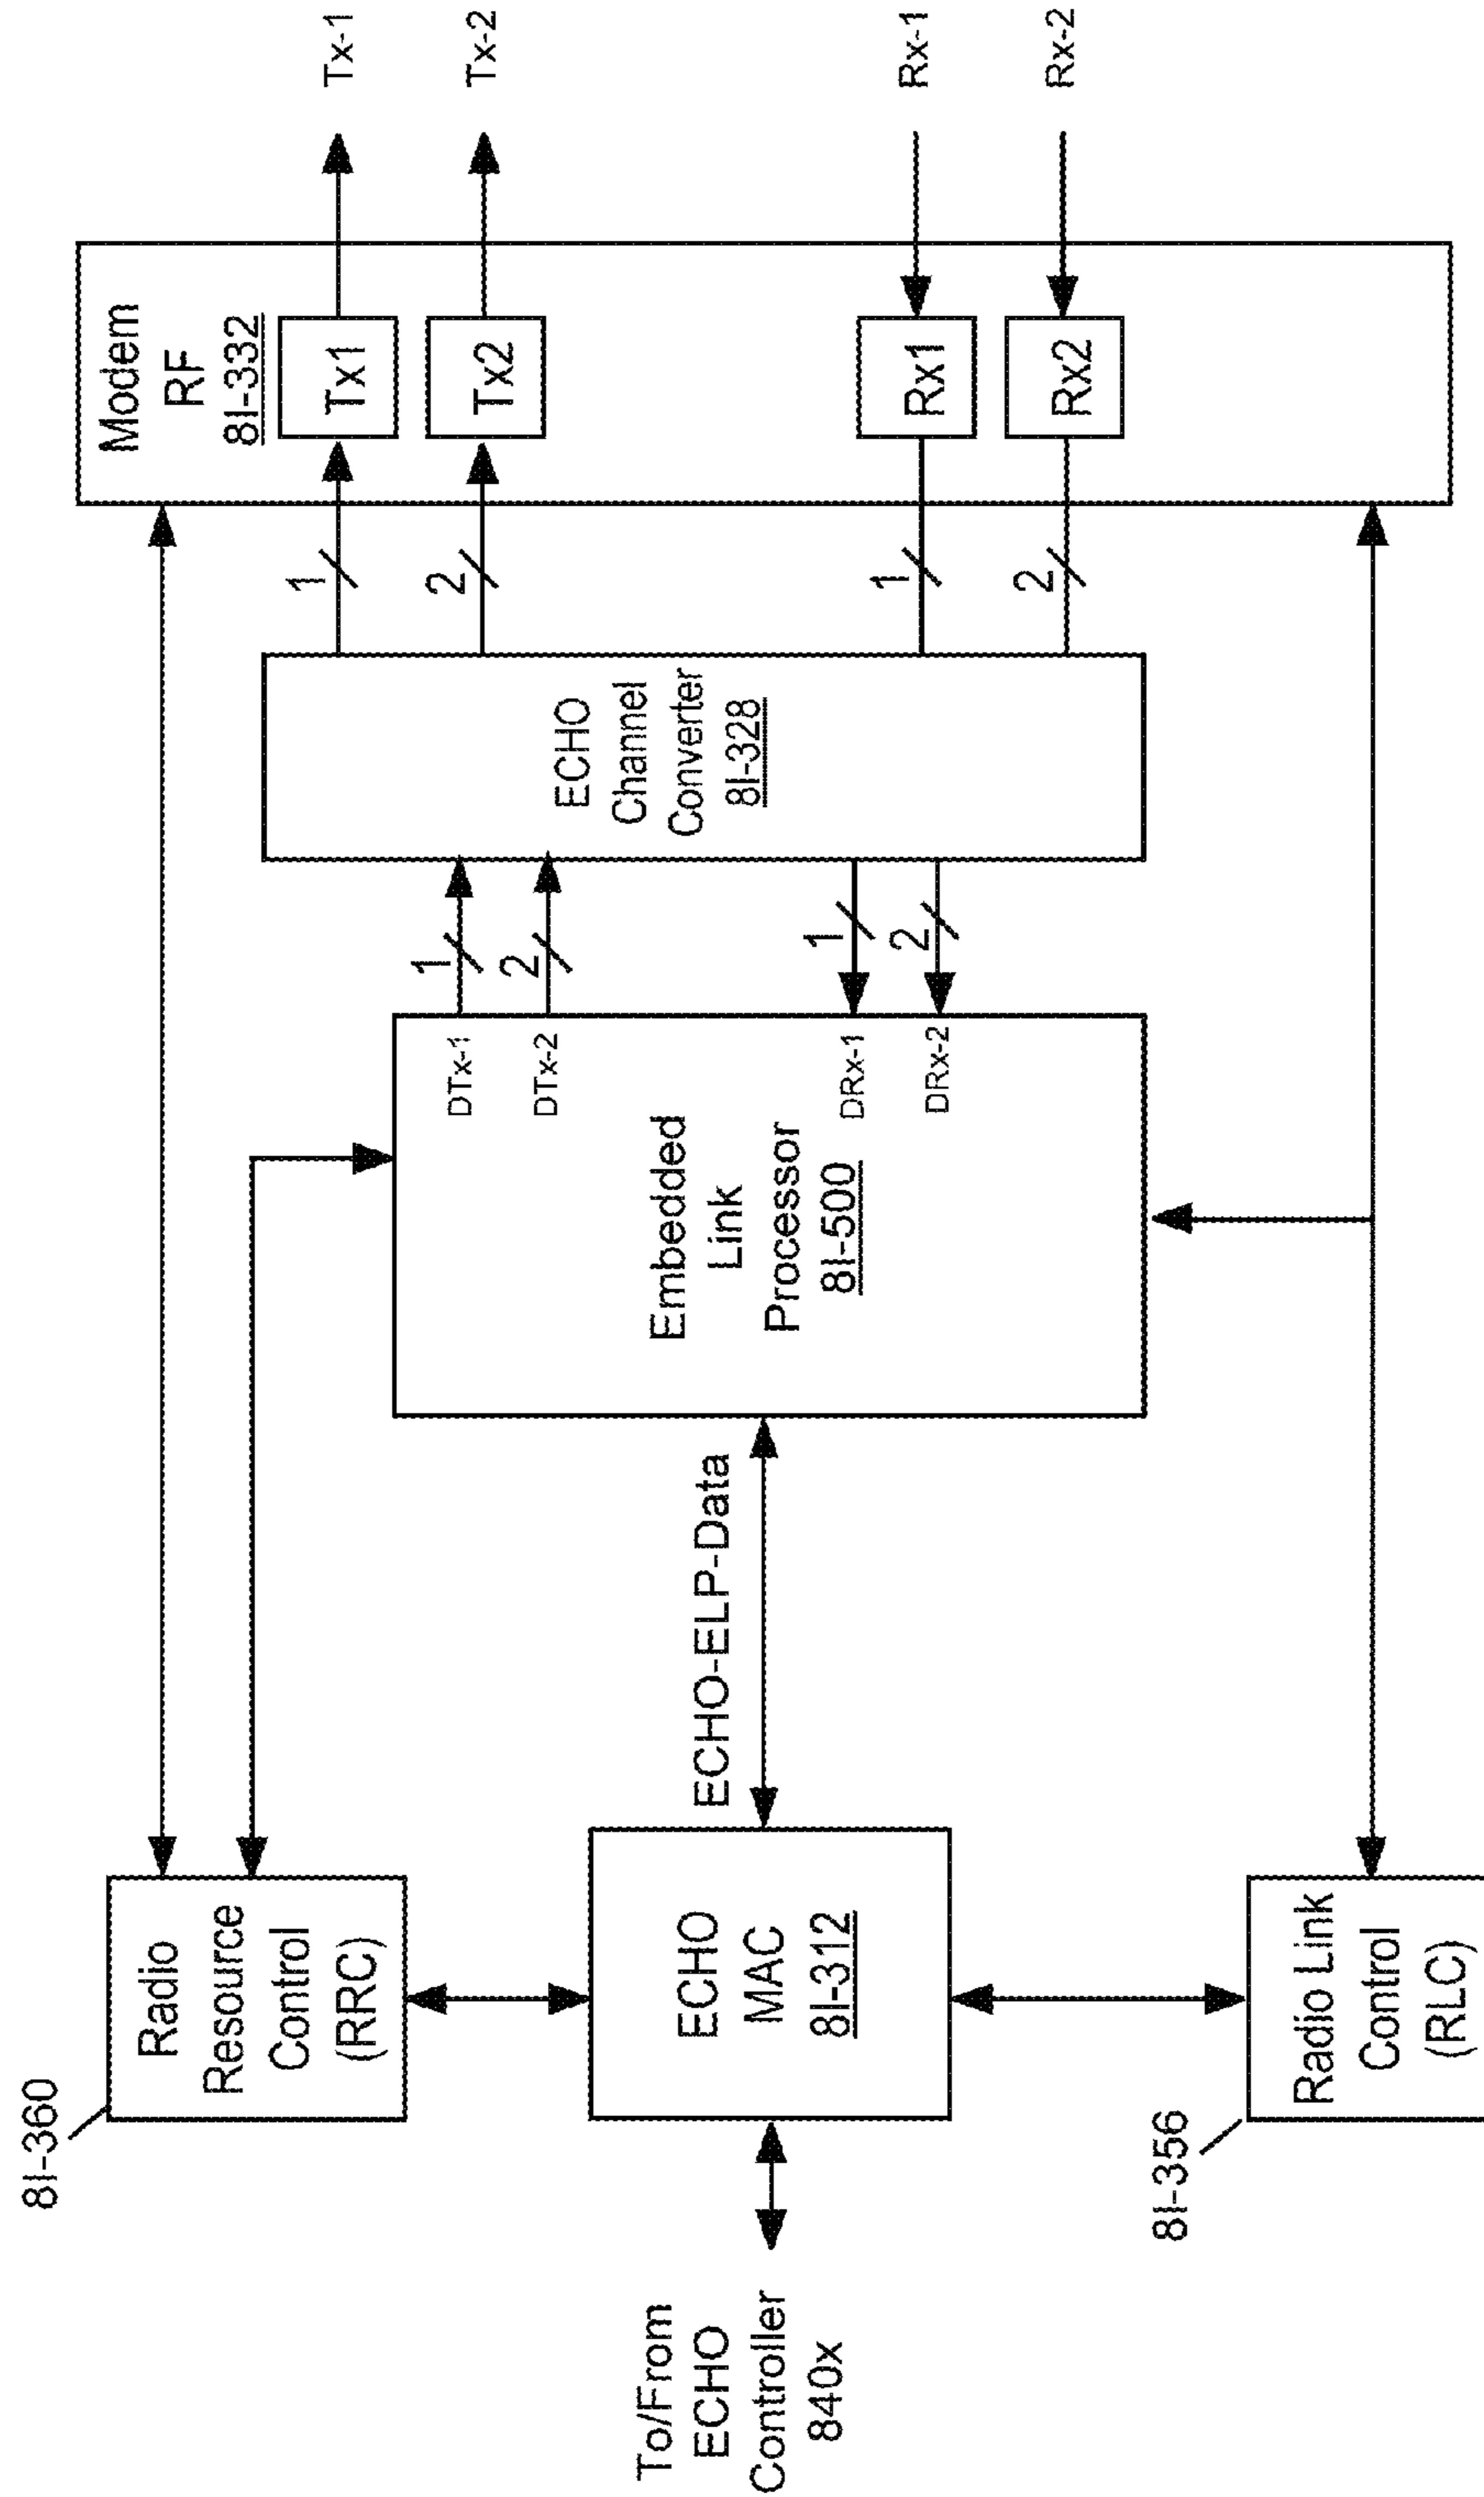 8I-360
Radio
Resource
Control
(RRC)
Modem
RF
8I-332
Tx1
Tx-1
Tx2
Tx-2
Rx1
Rx-1
Rx2
Rx-2
1
2
1
2
ECHO
Channel
Converter
8I-328
1
2
1
2
DTx-1
DTx-2
DRx-1
DRx-2
Embedded
Link
Processor
8I-500
ECHO-ELP-Data
ECHO
MAC
8I-312
To/From
ECHO
Controller
840x
8I-356
Radio Link
Control
(RLC)